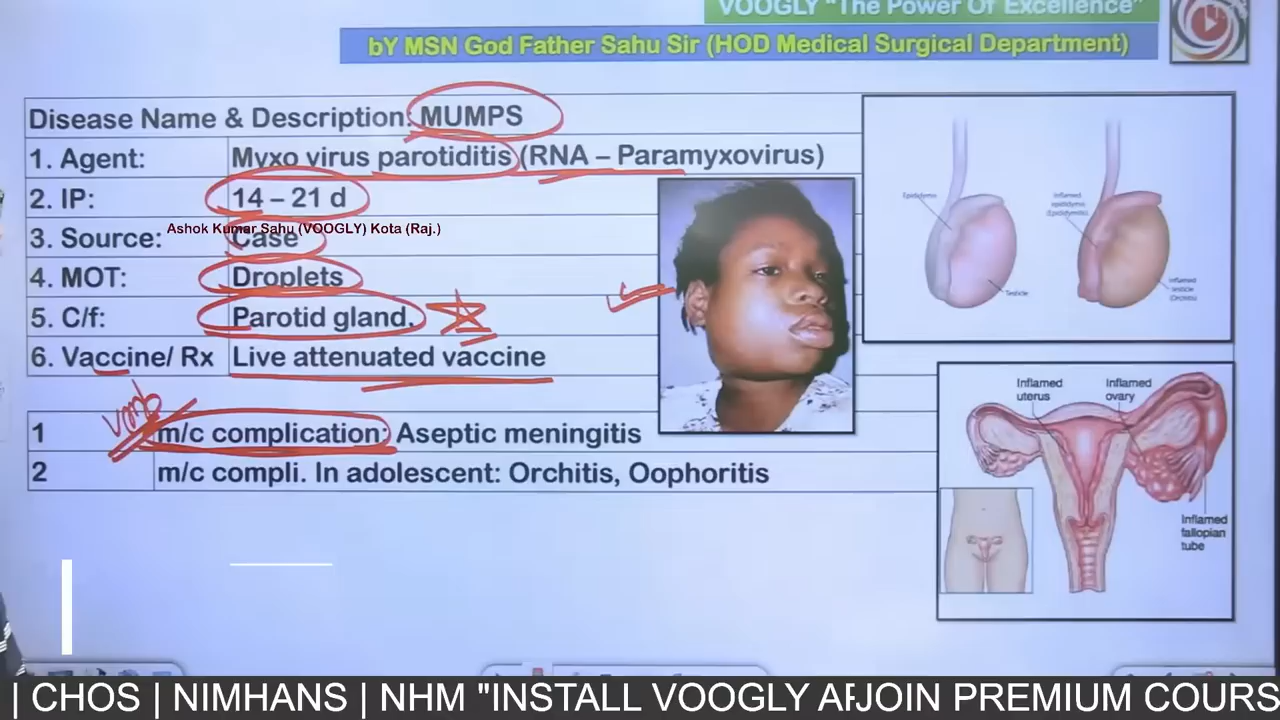 VOOGLY “The Power Of Excellence”
bY MSN God Father Sahu Sir (HOD Medical Surgical Department)
Disease Name & Description: MUMPS
1. Agent: Myxo virus parotiditis (RNA – Paramyxovirus)
2. IP: 14 – 21 d
Ashok Kumar Sahu (VOOGLY) Kota (Raj.)
3. Source: Case
4. MOT: Droplets
5. C/f: Parotid gland.
6. Vaccine/ Rx Live attenuated vaccine
1 m/c complication: Aseptic meningitis
2 m/c compli. In adolescent: Orchitis, Oophoritis
Epididymis
Testicle
Inflamed
epididymis
(Epididymitis)
Inflamed
testicle
(Orchitis)
Inflamed
uterus
Inflamed
ovary
Inflamed
fallopian
tube
| CHOS | NIMHANS | NHM "INSTALL VOOGLY AP
JOIN PREMIUM COURS